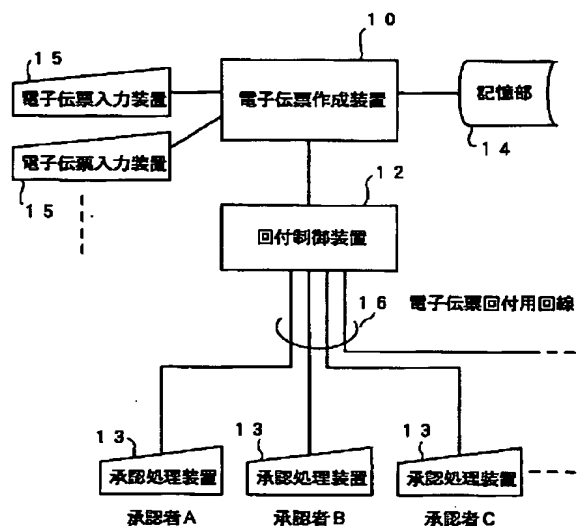 10
15
電子伝票入力装置
電子伝票作成装置
記憶部
14
電子伝票入力装置
15
12
回付制御装置
16
電子伝票回付用回線
13
13
13
承認処理装置
承認処理装置
承認処理装置
承認者A
承認者B
承認者C